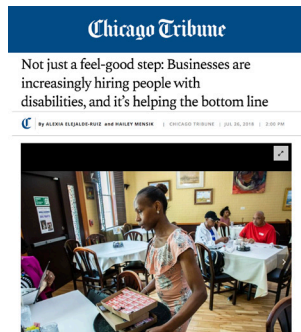 Chicago Tribune
Not just a feel-good step: Businesses are
increasingly hiring people with
disabilities, and it's helping the bottom line
By ALEXIA ELEJALDE-RUIZ and HAILEY MENSIK | CHICAGO TRIBUNE | JUL 26, 2018 | 2:00 PM